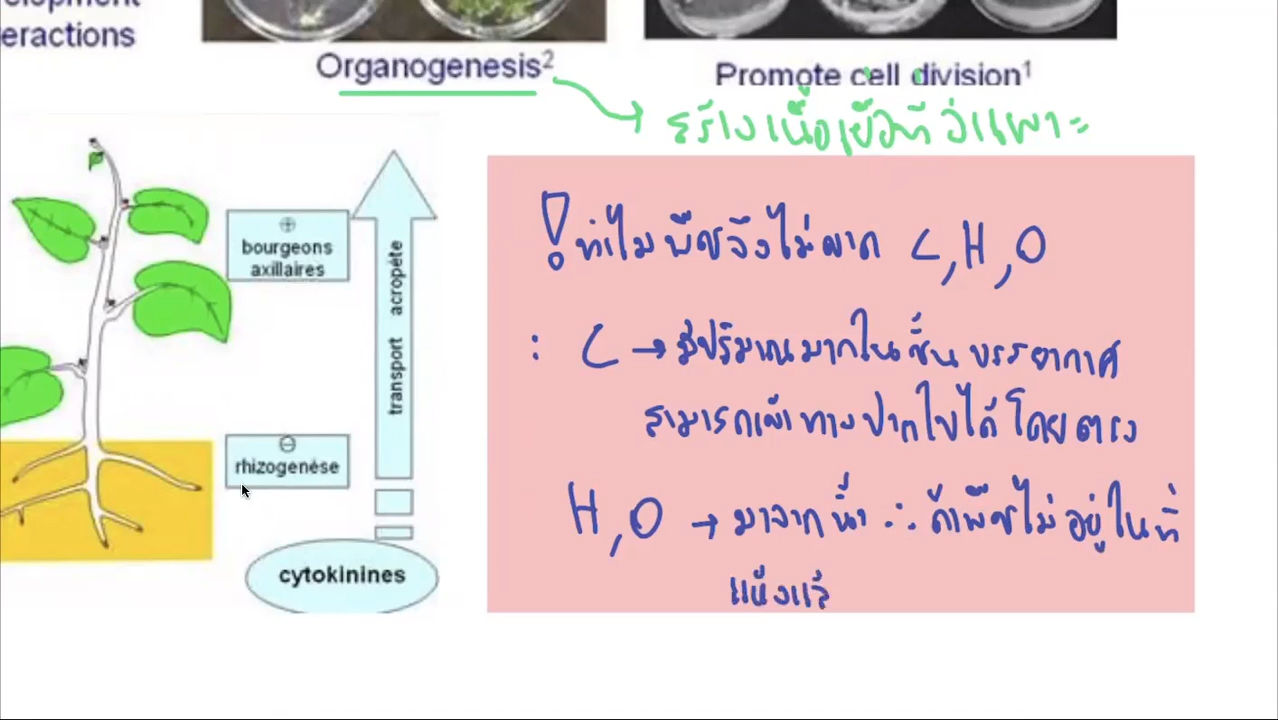 elopment
eractions
Organogenesis²
Promote cell division¹
สร้างเนื้อเยื่อที่จำเพาะ
! ทำไมพืชจึงไม่ขาด C, H, O
: C → มีปริมาณมากในชั้นบรรยากาศ
สามารถเข้าทางปากใบได้โดยตรง
H, O → มาจากน้ำ ∴ ถ้าพืชไม่อยู่ในที่
แห้งแล้
⊕
bourgeons
axillaires
transport acropéte
⊖
rhizogenése
cytokinines